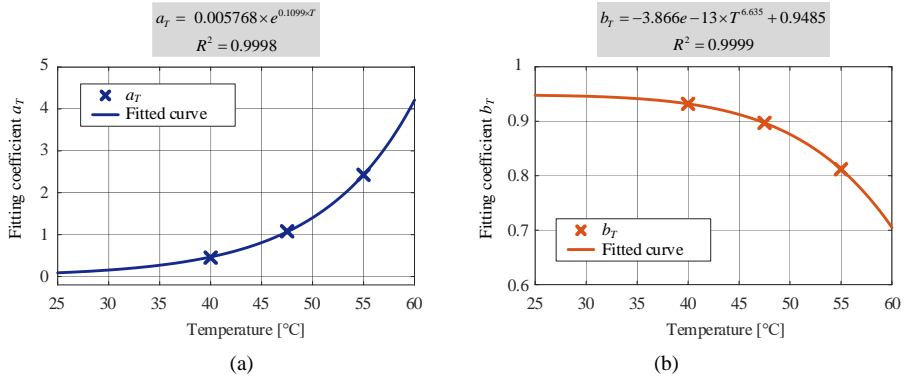 a_T = 0.005768×e^{0.1099×T}
R² = 0.9998
5
4
3
2
1
0
25 30 35 40 45 50 55 60
Fitting coefficient a_T
a_T
Fitted curve
Temperature [°C]
(a)
b_T = −3.866e−13×T^{6.635}+0.9485
R² = 0.9999
1
0.9
0.8
0.7
0.6
25 30 35 40 45 50 55 60
Fitting coefficient b_T
b_T
Fitted curve
Temperature [°C]
(b)